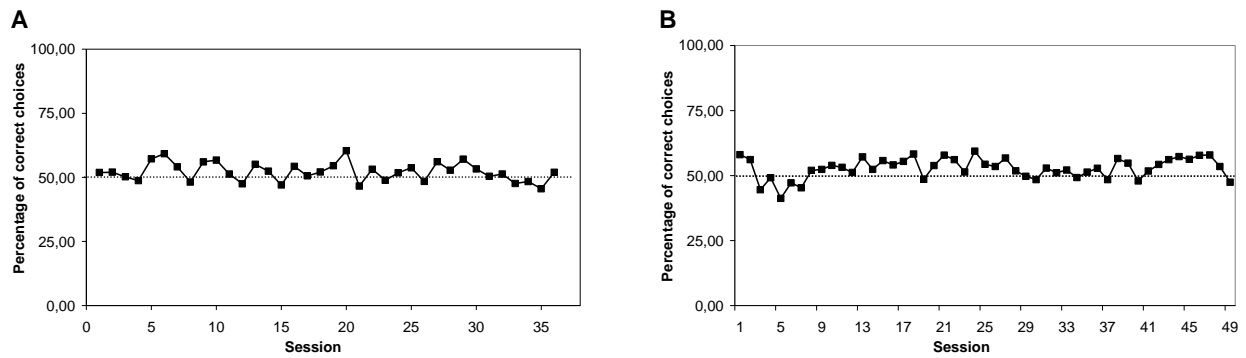 A
Percentage of correct choices
100,00
75,00
50,00
25,00
0,00
0 5 10 15 20 25 30 35
Session
B
Percentage of correct choices
100,00
75,00
50,00
25,00
0,00
1 5 9 13 17 21 25 29 33 37 41 45 49
Session